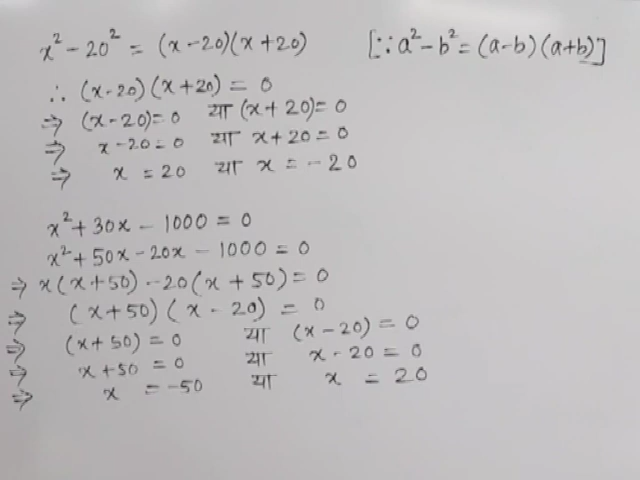 x² - 20² = (x-20)(x+20) [∵ a² - b² = (a-b)(a+b)]
∴ (x-20)(x+20) = 0
⇒ (x-20)=0 या (x+20)=0
⇒ x-20=0 या x+20=0
⇒ x = 20 या x = -20
x² + 30x - 1000 = 0
x² + 50x - 20x - 1000 = 0
⇒ x(x+50) - 20(x+50) = 0
⇒ (x+50)(x-20) = 0
⇒ (x+50) = 0 या (x-20) = 0
⇒ x+50 = 0 या x-20 = 0
⇒ x = -50 या x = 20